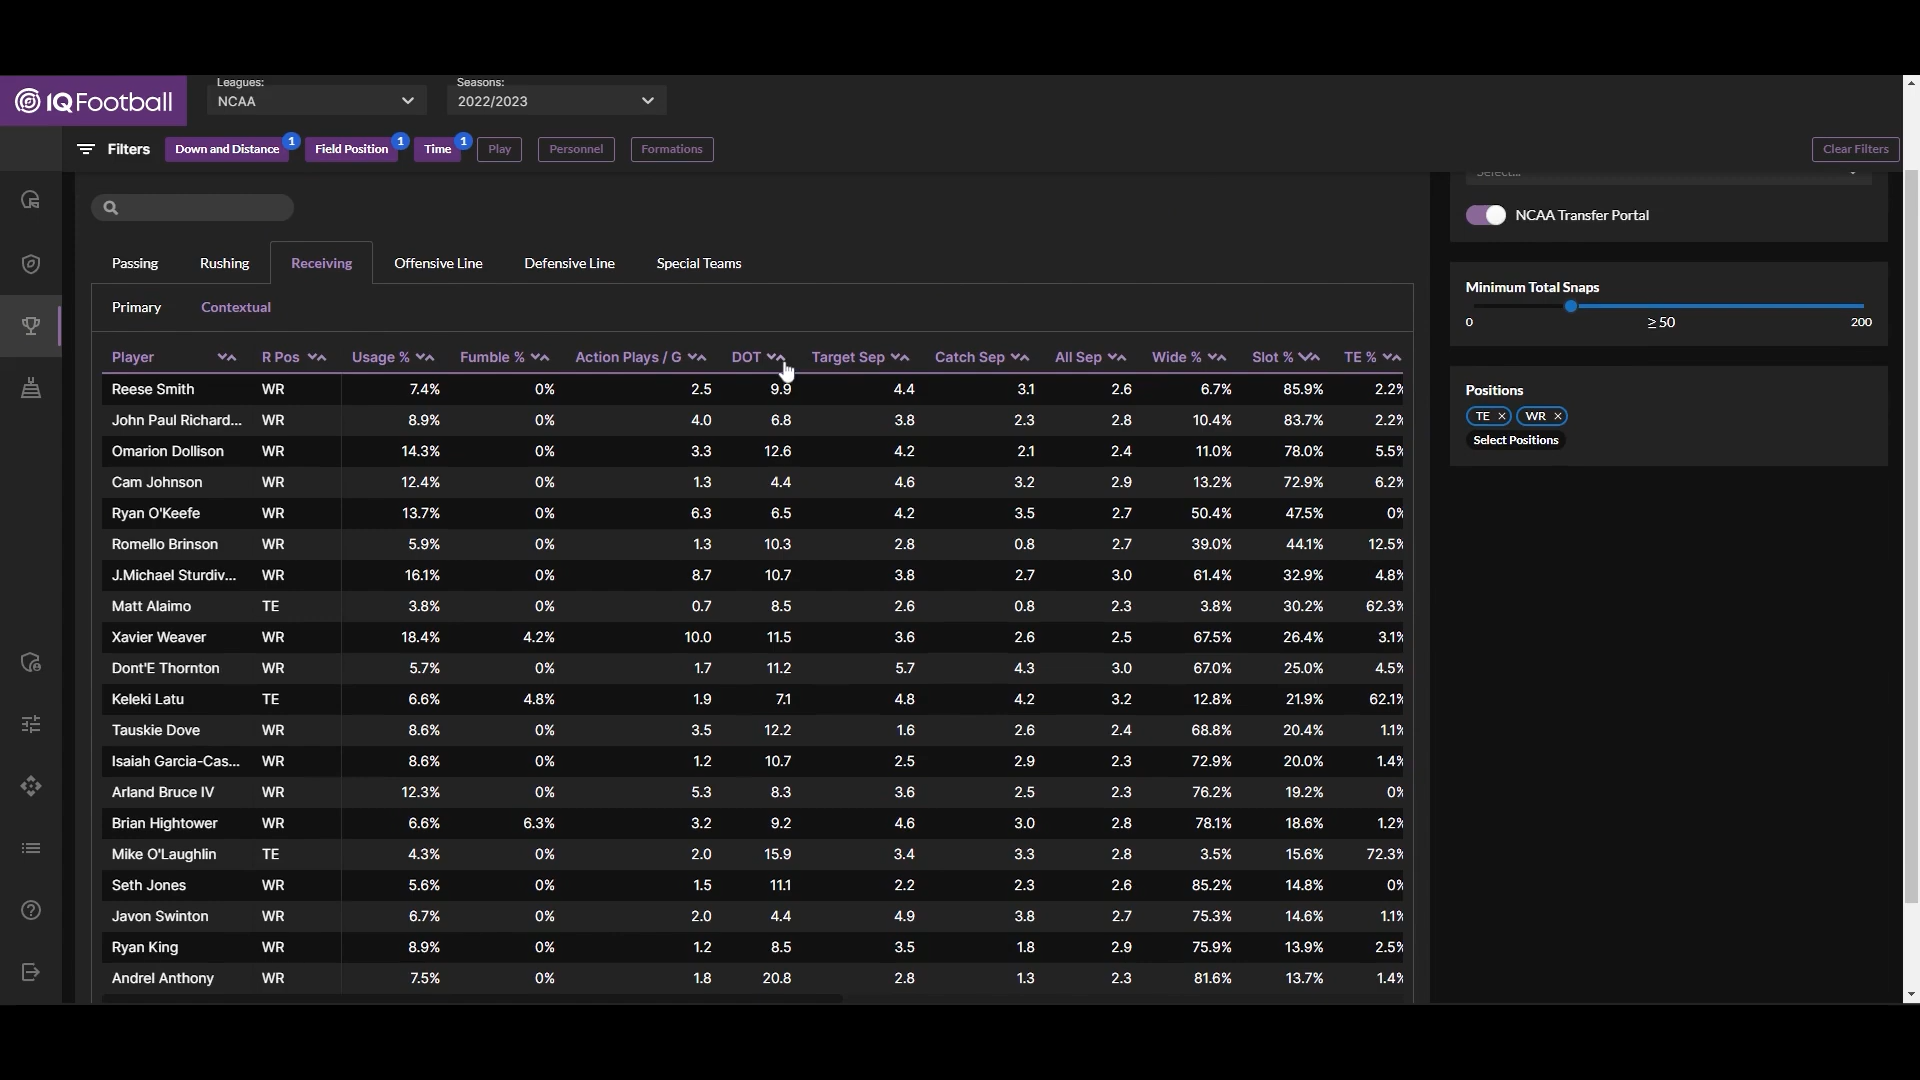 Leagues:
Seasons:
IQFootball
NCAA
2022/2023
Filters
Down and Distance 1
Field Position 1
Time 1
Play
Personnel
Formations
Clear Filters
Select...
NCAA Transfer Portal
Passing Rushing Receiving Offensive Line Defensive Line Special Teams
Minimum Total Snaps
0 ≥50 200
Primary Contextual
Positions
TE × WR ×
Select Positions
Player R Pos Usage % Fumble % Action Plays / G DOT Target Sep Catch Sep All Sep Wide % Slot % TE %
Reese Smith WR 7.4% 0% 2.5 9.9 4.4 3.1 2.6 6.7% 85.9% 2.2%
John Paul Richard... WR 8.9% 0% 4.0 6.8 3.8 2.3 2.8 10.4% 83.7% 2.2%
Omarion Dollison WR 14.3% 0% 3.3 12.6 4.2 2.1 2.4 11.0% 78.0% 5.5%
Cam Johnson WR 12.4% 0% 1.3 4.4 4.6 3.2 2.9 13.2% 72.9% 6.2%
Ryan O'Keefe WR 13.7% 0% 6.3 6.5 4.2 3.5 2.7 50.4% 47.5% 0%
Romello Brinson WR 5.9% 0% 1.3 10.3 2.8 0.8 2.7 39.0% 44.1% 12.5%
J.Michael Sturdiv... WR 16.1% 0% 8.7 10.7 3.8 2.7 3.0 61.4% 32.9% 4.8%
Matt Alaimo TE 3.8% 0% 0.7 8.5 2.6 0.8 2.3 3.8% 30.2% 62.3%
Xavier Weaver WR 18.4% 4.2% 10.0 11.5 3.6 2.6 2.5 67.5% 26.4% 3.1%
Dont'E Thornton WR 5.7% 0% 1.7 11.2 5.7 4.3 3.0 67.0% 25.0% 4.5%
Keleki Latu TE 6.6% 4.8% 1.9 7.1 4.8 4.2 3.2 12.8% 21.9% 62.1%
Tauskie Dove WR 8.6% 0% 3.5 12.2 1.6 2.6 2.4 68.8% 20.4% 1.1%
Isaiah Garcia-Cas... WR 8.6% 0% 1.2 10.7 2.5 2.9 2.3 72.9% 20.0% 1.4%
Arland Bruce IV WR 12.3% 0% 5.3 8.3 3.6 2.5 2.3 76.2% 19.2% 0%
Brian Hightower WR 6.6% 6.3% 3.2 9.2 4.6 3.0 2.8 78.1% 18.6% 1.2%
Mike O'Laughlin TE 4.3% 0% 2.0 15.9 3.4 3.3 2.8 3.5% 15.6% 72.3%
Seth Jones WR 5.6% 0% 1.5 11.1 2.2 2.3 2.6 85.2% 14.8% 0%
Javon Swinton WR 6.7% 0% 2.0 4.4 4.9 3.8 2.7 75.3% 14.6% 1.1%
Ryan King WR 8.9% 0% 1.2 8.5 3.5 1.8 2.9 75.9% 13.9% 2.5%
Andrel Anthony WR 7.5% 0% 1.8 20.8 2.8 1.3 2.3 81.6% 13.7% 1.4%